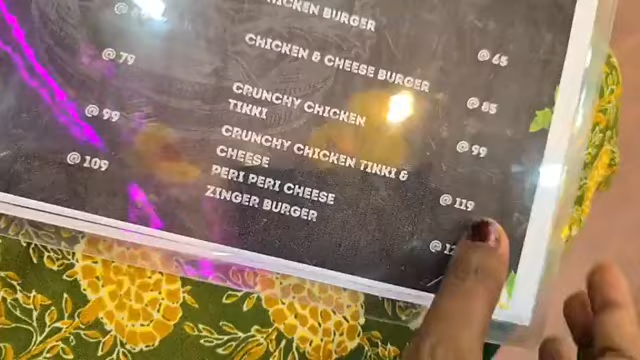 CHICKEN BURGER
@ 65
CHICKEN & CHEESE BURGER
@ 85
@ 79
CRUNCHY CHICKEN
TIKKI
@ 99
@ 99
CRUNCHY CHICKEN TIKKI &
CHEESE
@ 119
@ 109
PERI PERI CHEESE
ZINGER BURGER